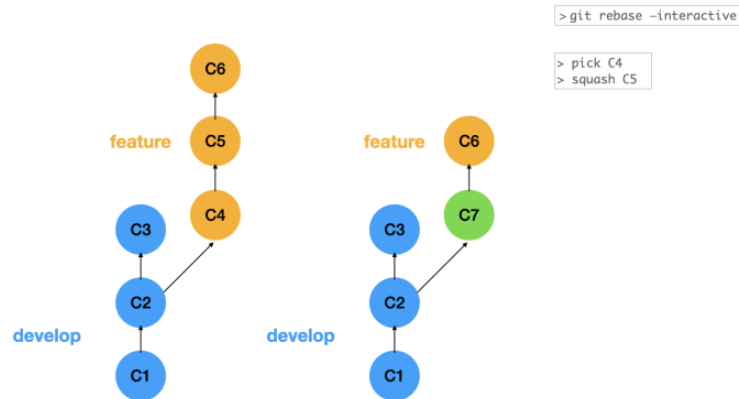 > git rebase –interactive
> pick C4
> squash C5
C6
feature
C5
C4
C3
C2
develop
C1
feature
C6
C7
C3
C2
develop
C1